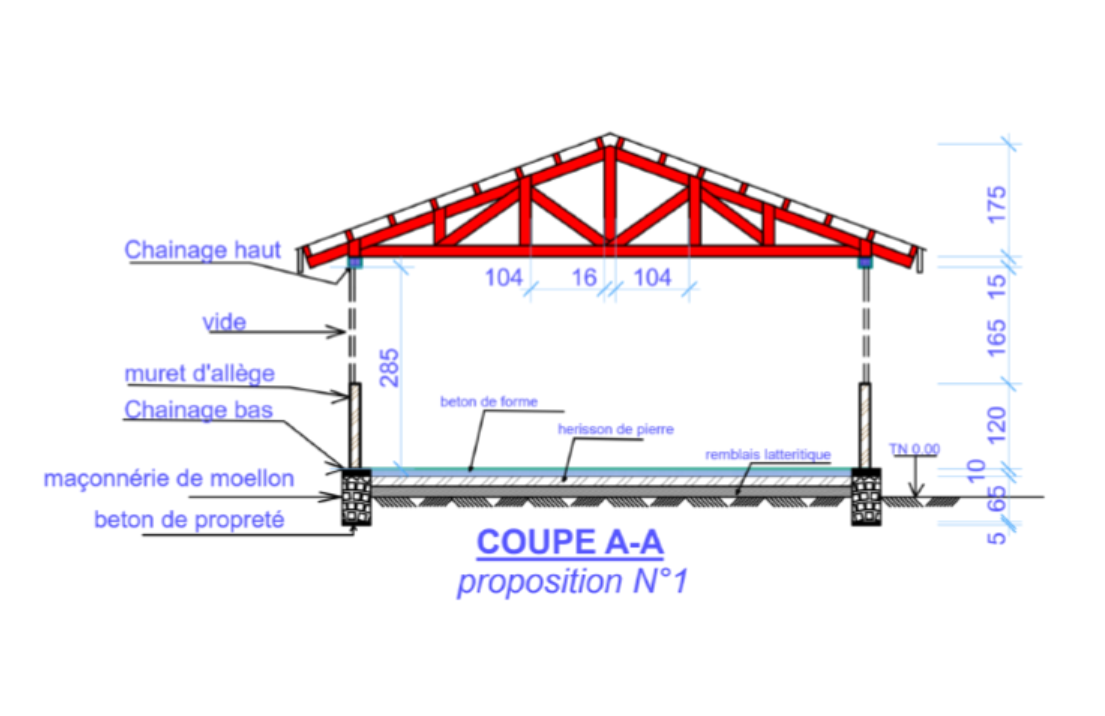 175
Chainage haut
104 16 104
15
vide
165
285
muret d'allège
beton de forme
Chainage bas
120
herisson de pierre
TN 0.00
remblais latteritique
10
maçonnérie de moellon
65
beton de propreté
5
COUPE A-A
proposition N°1